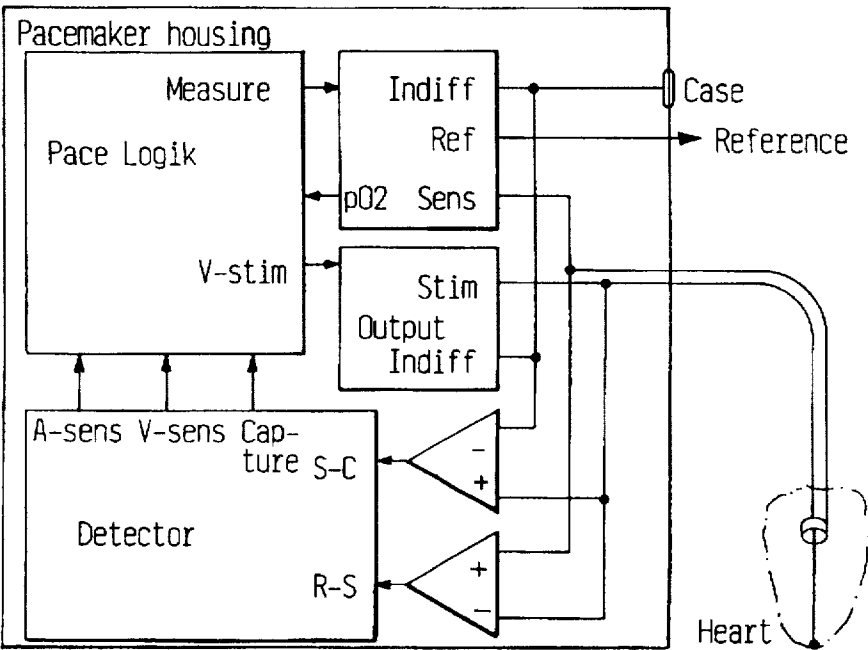 Pacemaker housing
Measure
Indiff
Case
Ref
Reference
Pace Logik
pO2
Sens
V-stim
Stim
Output
Indiff
A-sens V-sens Cap-
ture
S-C
-
+
Detector
+
R-S
-
Heart